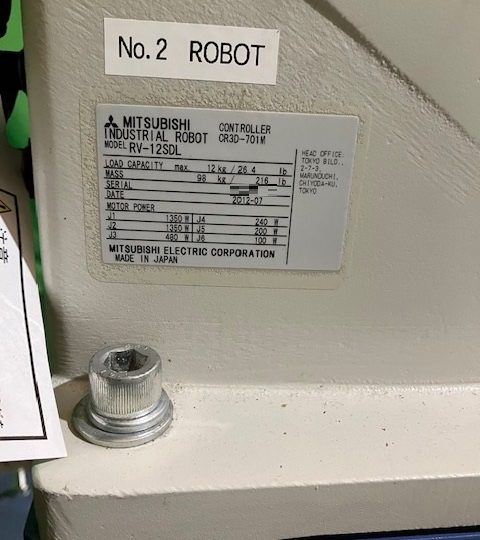 No.2 ROBOT
MITSUBISHI
INDUSTRIAL ROBOT
MODEL RV-12SDL
CONTROLLER
CR3D-701M
LOAD CAPACITY max. 12 kg / 26.4 lb
MASS 98 kg / 216 lb
SERIAL
DATE 2012-07
MOTOR POWER
J1 1350 W J4 240 W
J2 1350 W J5 200 W
J3 480 W J6 100 W
MITSUBISHI ELECTRIC CORPORATION
MADE IN JAPAN
HEAD OFFICE:
TOKYO BLD.,
2-7-3,
MARUNOUCHI,
CHIYODA-KU,
TOKYO